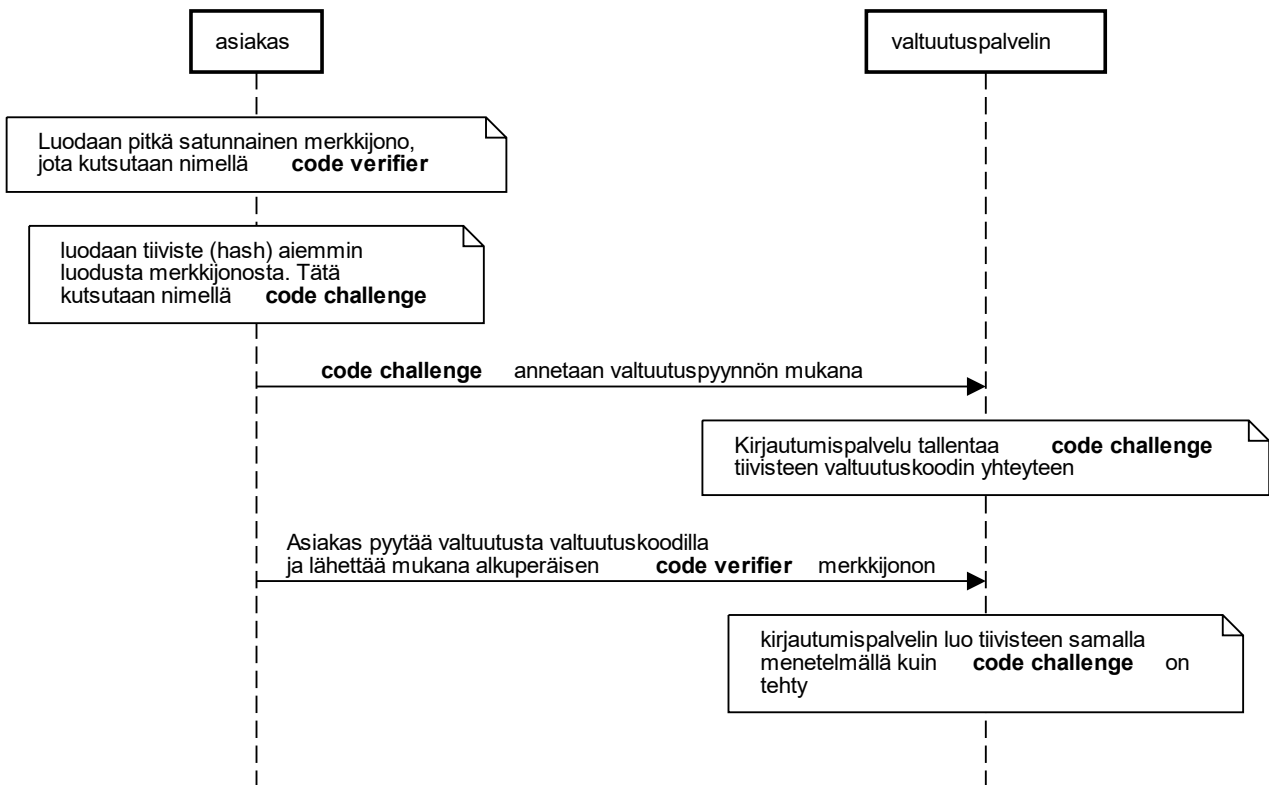 asiakas
valtuutuspalvelin
Luodaan pitkä satunnainen merkkijono,
jota kutsutaan nimellä code verifier
luodaan tiiviste (hash) aiemmin
luodusta merkkijonosta. Tätä
kutsutaan nimellä code challenge
code challenge annetaan valtuutuspyynnön mukana
Kirjautumispalvelu tallentaa code challenge
tiivisteen valtuutuskoodin yhteyteen
Asiakas pyytää valtuutusta valtuutuskoodilla
ja lähettää mukana alkuperäisen code verifier merkkijonon
kirjautumispalvelin luo tiivisteen samalla
menetelmällä kuin code challenge on
tehty